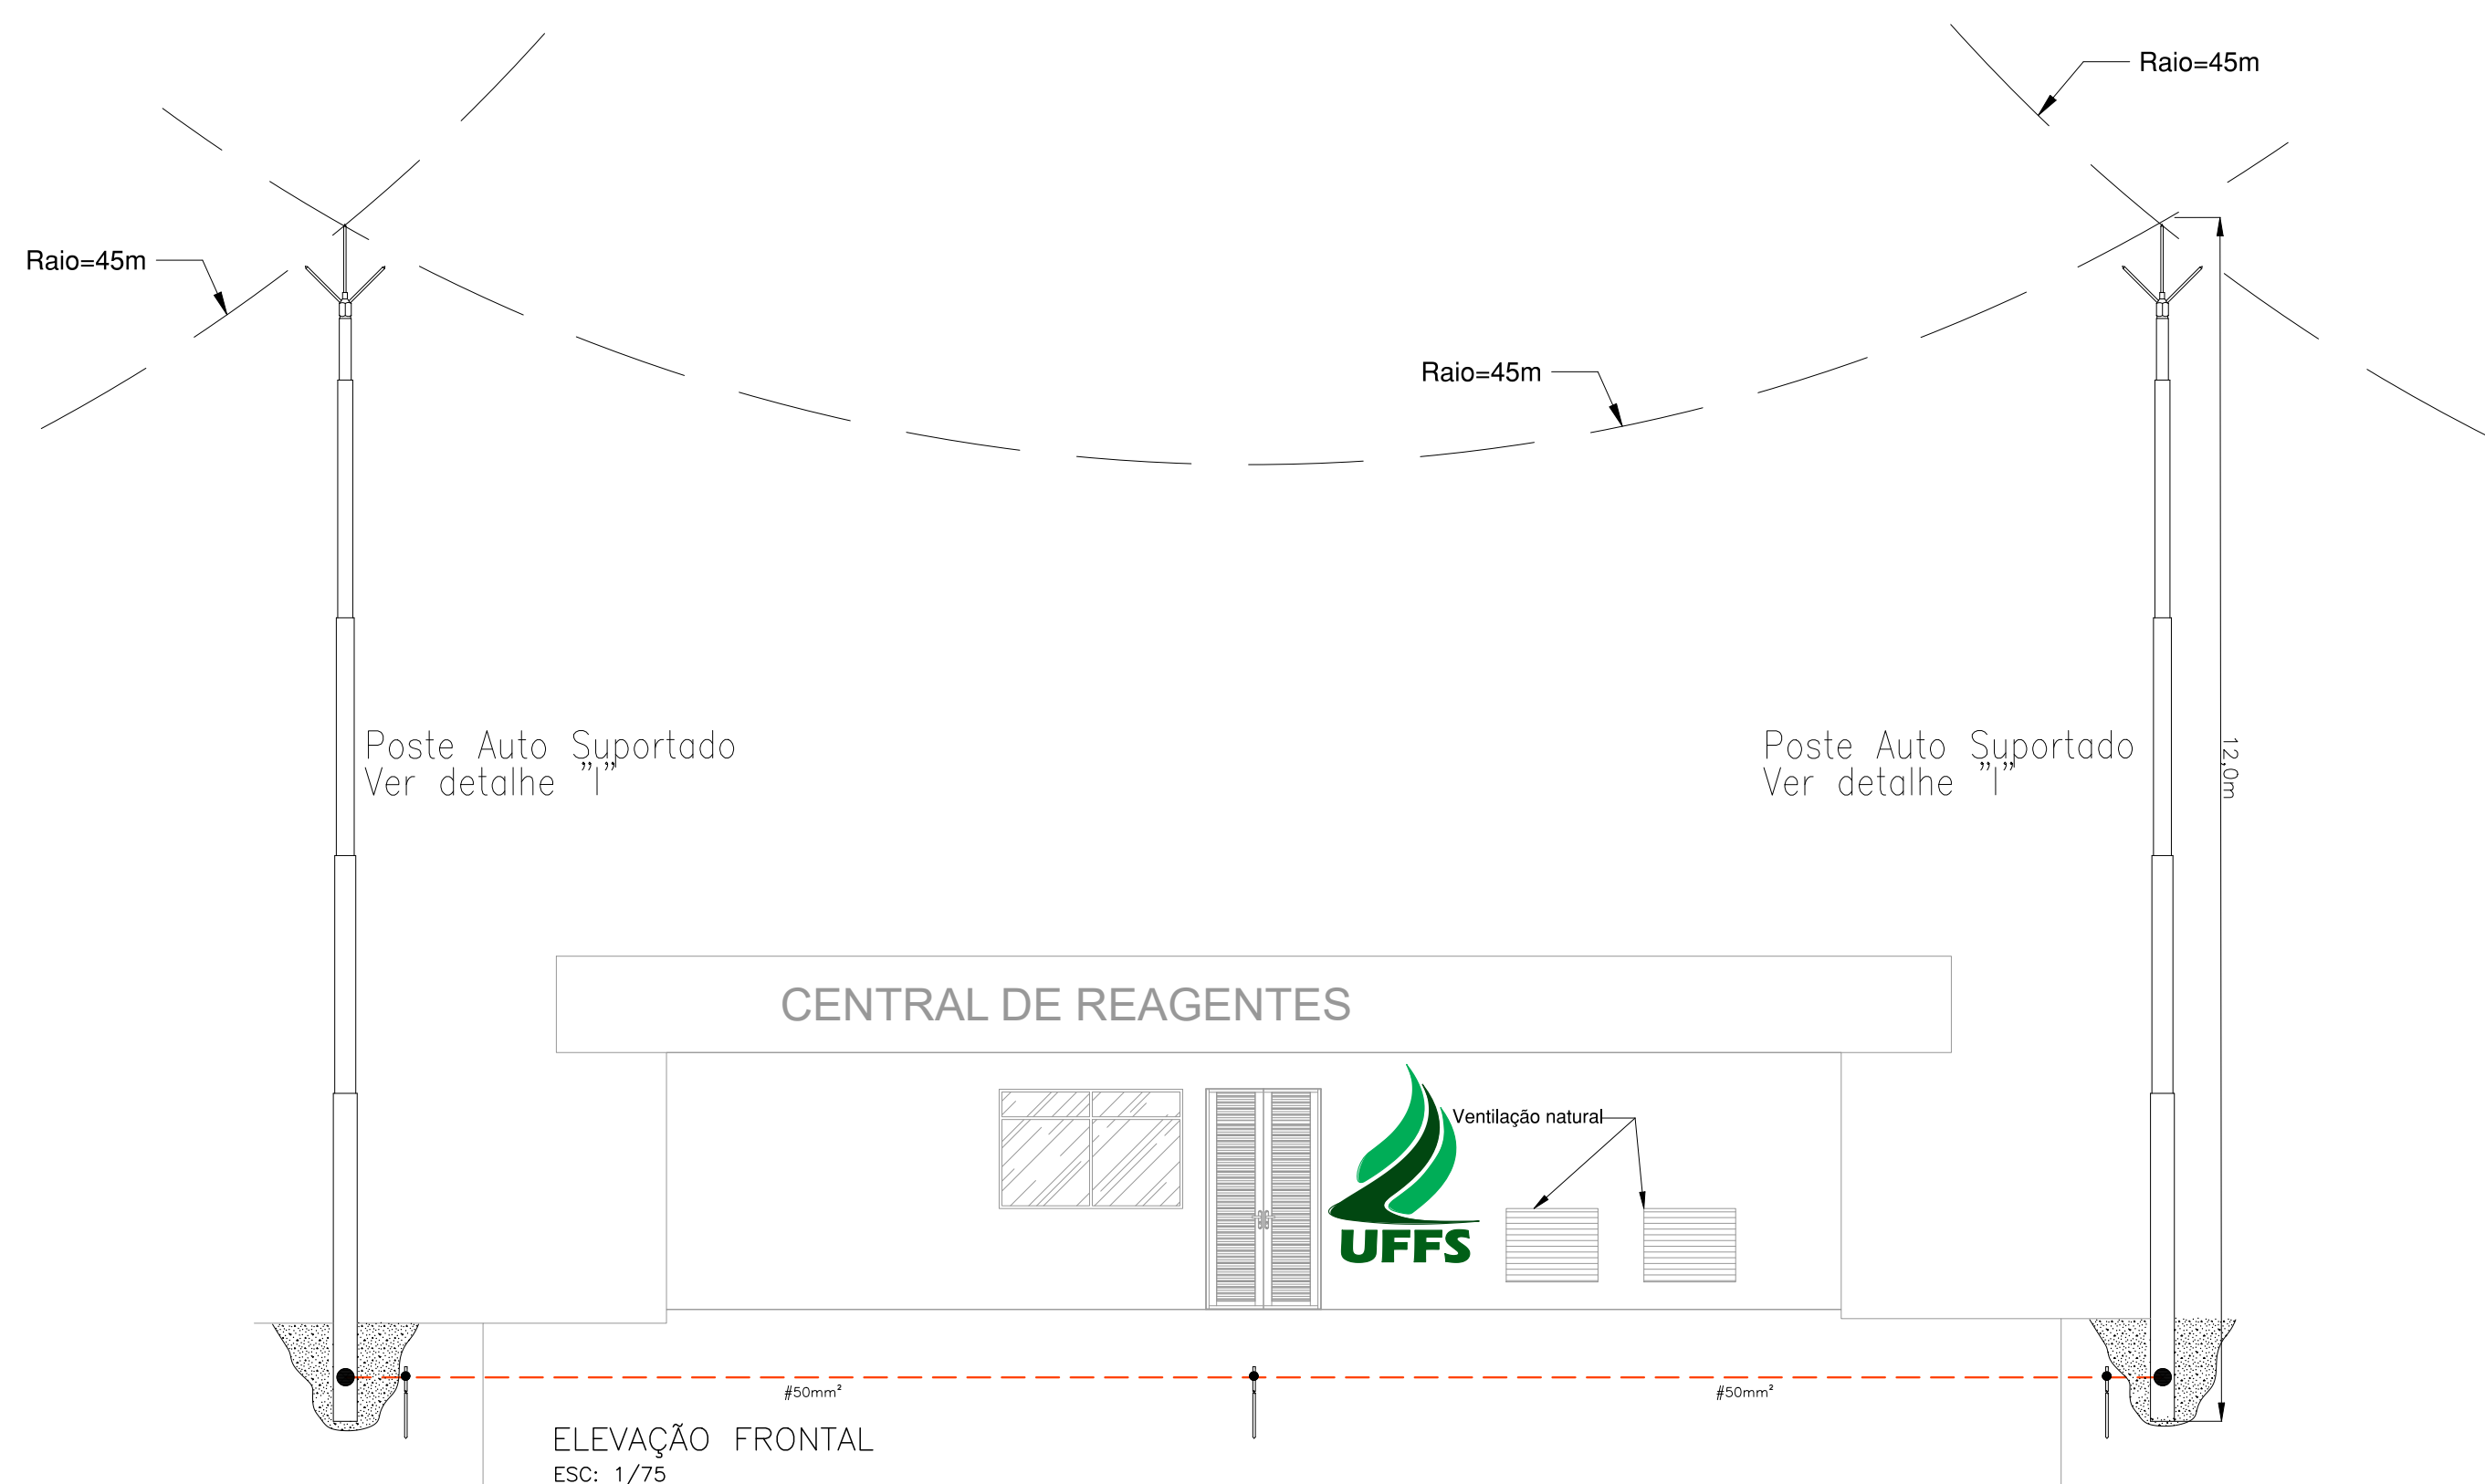 Raio=45m
Raio=45m
Raio=45m
Poste Auto Suportado
Ver detalhe "I"
Poste Auto Suportado
Ver detalhe "I"
12,0m
CENTRAL DE REAGENTES
Ventilação natural
UFFS
#50mm²
#50mm²
ELEVAÇÃO FRONTAL
ESC: 1/75